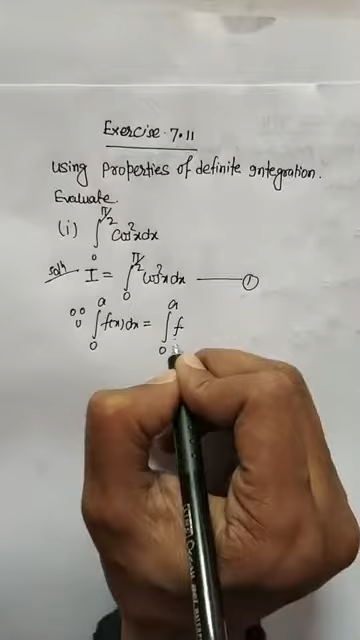 Exercise 7.11
using Properties of definite integration.
Evaluate.
(i) ∫₀^{π/2} cos²x dx
Soln I = ∫₀^{π/2} cos²x dx —— ①
∵ ∫₀^a f(x) dx = ∫₀^a f